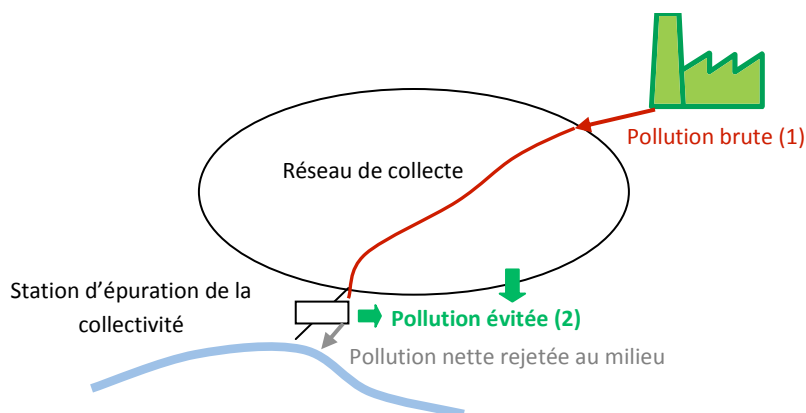 Pollution brute (1)
Réseau de collecte
Station d’épuration de la
collectivité
Pollution évitée (2)
Pollution nette rejetée au milieu